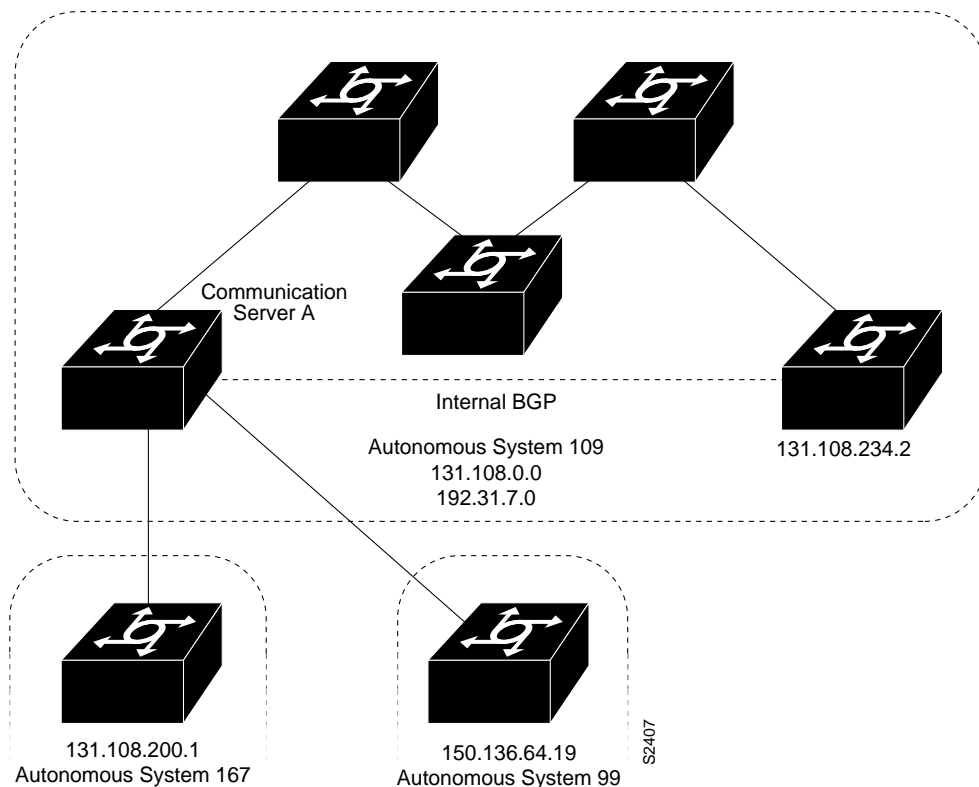 Communication
Server A
Internal BGP
Autonomous System 109
131.108.0.0
192.31.7.0
131.108.234.2
131.108.200.1
Autonomous System 167
150.136.64.19
Autonomous System 99
S2407